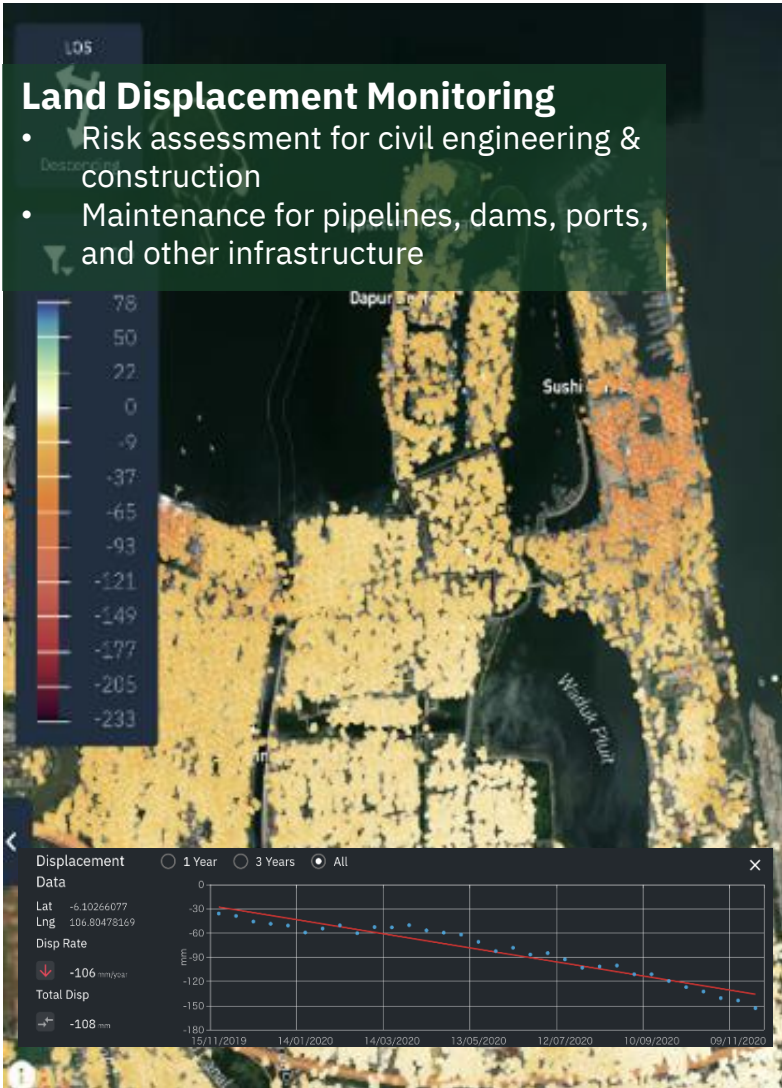 LOS
Land Displacement Monitoring
• Risk assessment for civil engineering &
construction
Descending
• Maintenance for pipelines, dams, ports,
and other infrastructure
78
50
22
0
-9
-37
-65
-93
-121
-149
-177
-205
-233
Dapur
Sushi
Waduk Pluit
Displacement
Data
1 Year
3 Years
All
Lat -6.10266077
Lng 106.80478169
Disp Rate
-106 mm/year
Total Disp
-108 mm
mm
0
-30
-60
-90
-120
-150
-180
15/11/2019 14/01/2020 14/03/2020 13/05/2020 12/07/2020 10/09/2020 09/11/2020